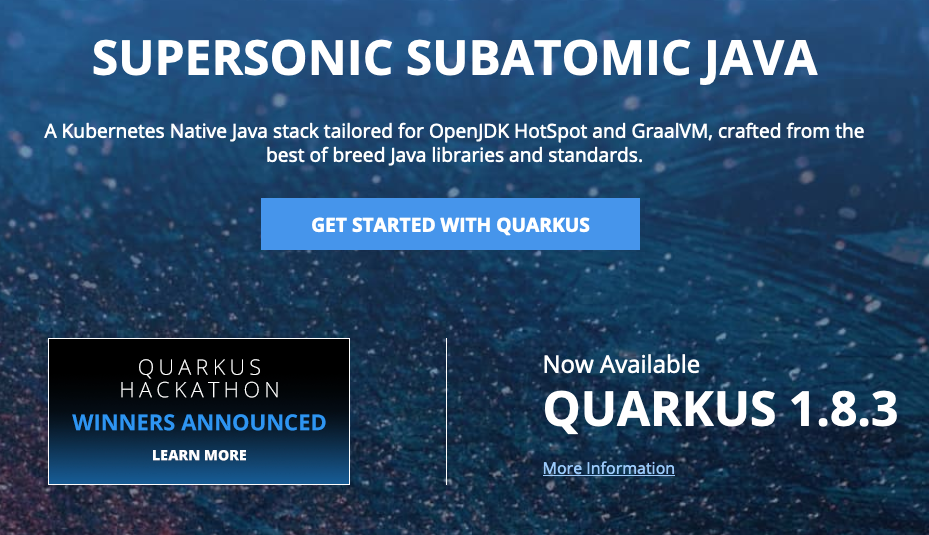 SUPERSONIC SUBATOMIC JAVA
A Kubernetes Native Java stack tailored for OpenJDK HotSpot and GraalVM, crafted from the
best of breed Java libraries and standards.
GET STARTED WITH QUARKUS
QUARKUS
HACKATHON
WINNERS ANNOUNCED
LEARN MORE
Now Available
QUARKUS 1.8.3
More Information